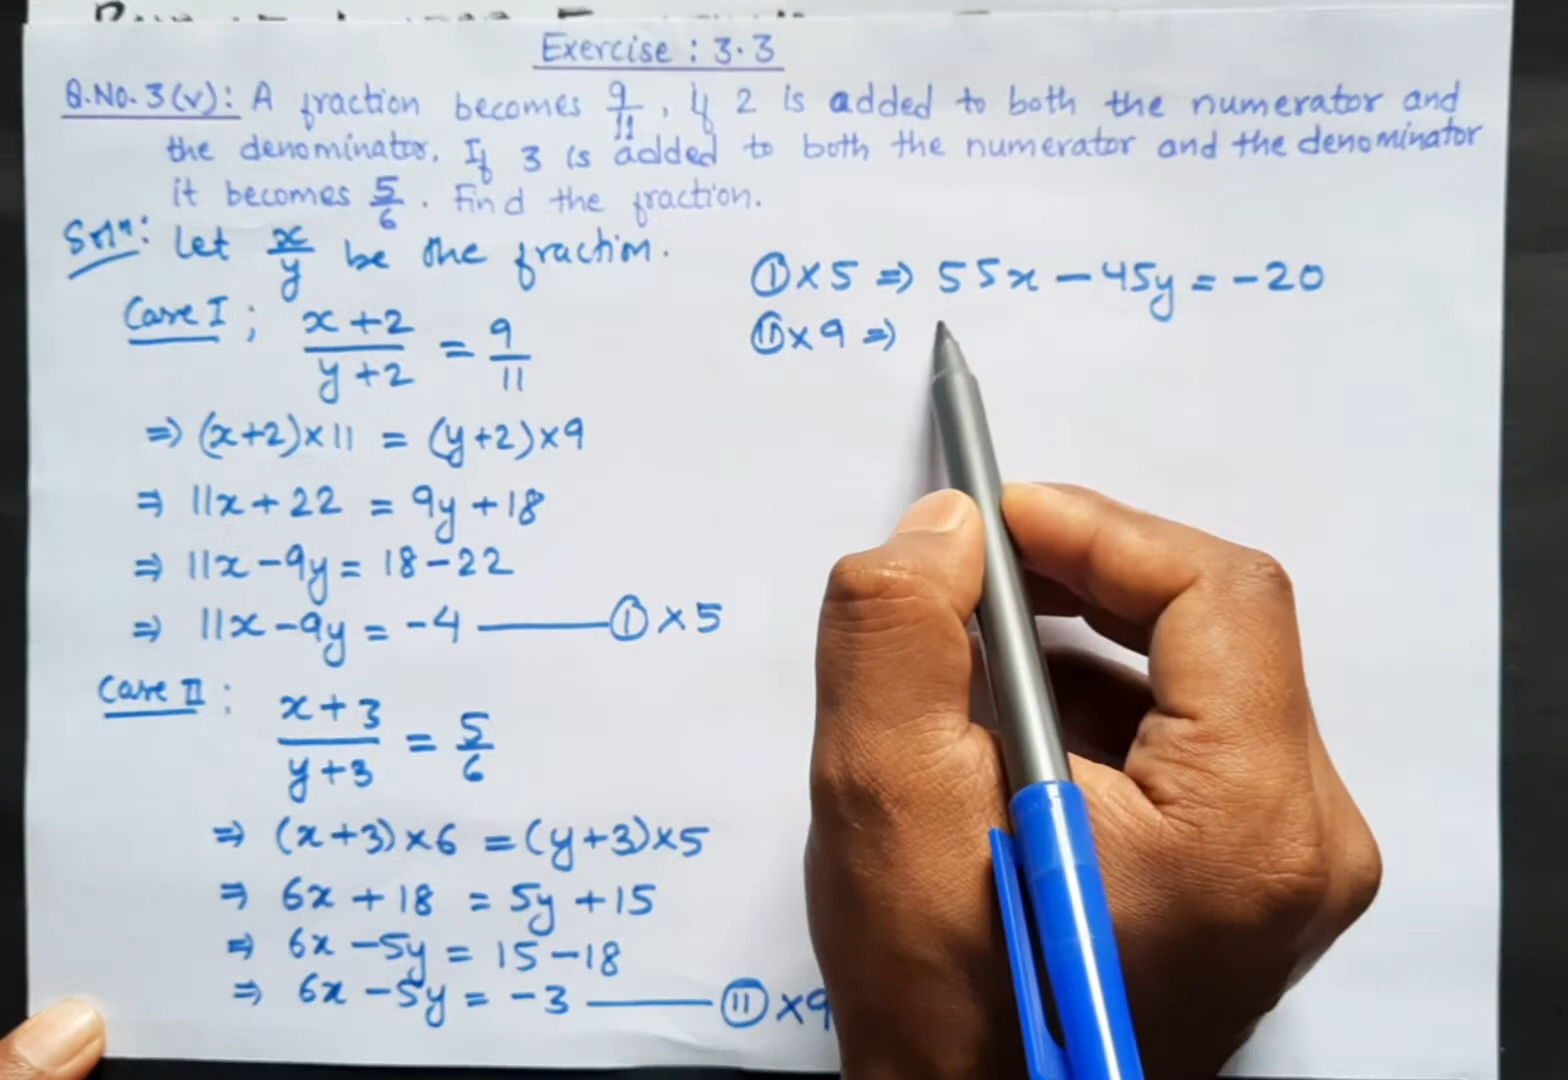 Exercise : 3.3
Q.No. 3(v): A fraction becomes 9/11, if 2 is added to both the numerator and
the denominator. If 3 is added to both the numerator and the denominator
it becomes 5/6. Find the fraction.
Soln: Let x/y be the fraction.
Case I ; (x+2)/(y+2) = 9/11
⇒ (x+2)×11 = (y+2)×9
⇒ 11x+22 = 9y+18
⇒ 11x-9y = 18-22
⇒ 11x-9y = -4 —— (I) ×5
Case II : (x+3)/(y+3) = 5/6
⇒ (x+3)×6 = (y+3)×5
⇒ 6x+18 = 5y+15
⇒ 6x-5y = 15-18
⇒ 6x-5y = -3 —— (II) ×9
(I)×5 ⇒ 55x-45y = -20
(II)×9 ⇒